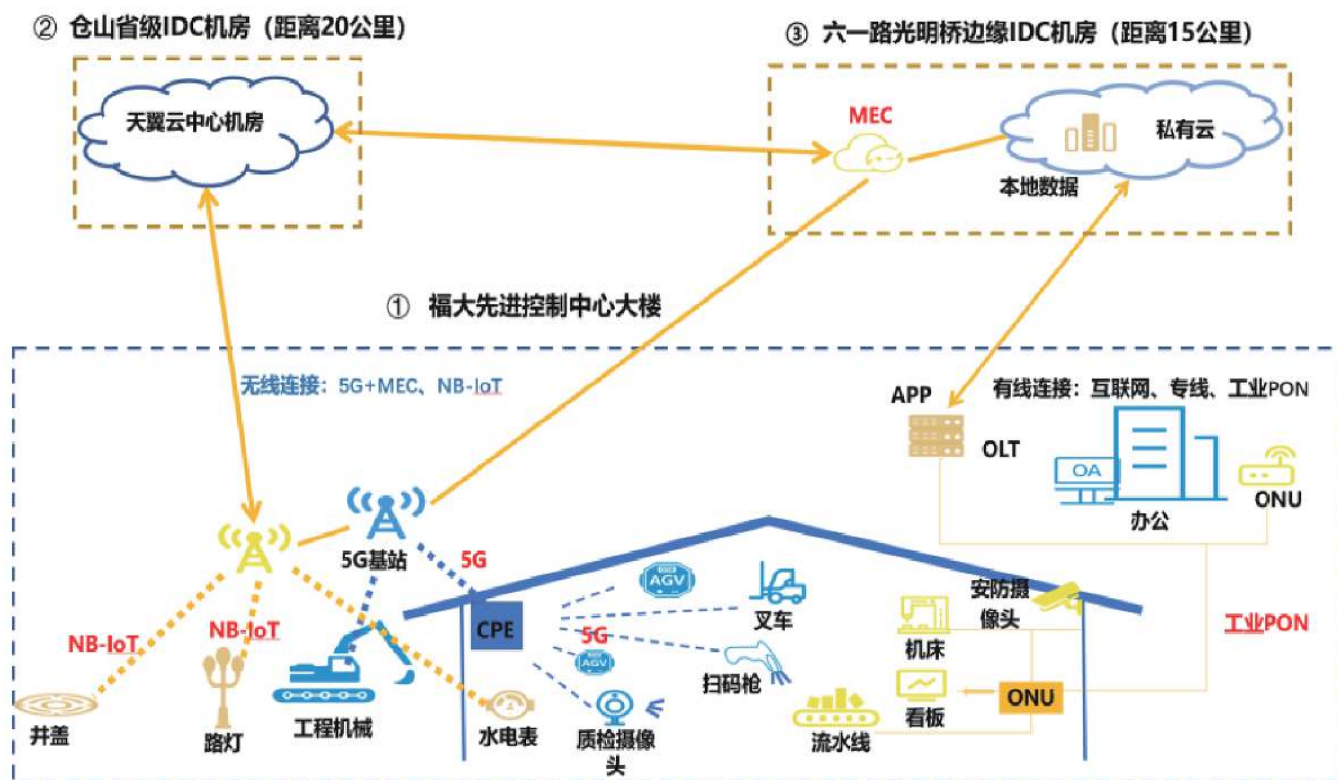 ② 仓山省级IDC机房（距离20公里）
③ 六一路光明桥边缘IDC机房（距离15公里）
天翼云中心机房
MEC
私有云
本地数据
① 福大先进控制中心大楼
无线连接：5G+MEC、NB-IoT
有线连接：互联网、专线、工业PON
APP
OLT
OA
办公
ONU
5G基站
5G
CPE
AGV
叉车
安防摄
像头
工业PON
NB-IoT
NB-IoT
5G
AGV
扫码枪
机床
看板
ONU
井盖
路灯
工程机械
水电表
质检摄像
头
流水线